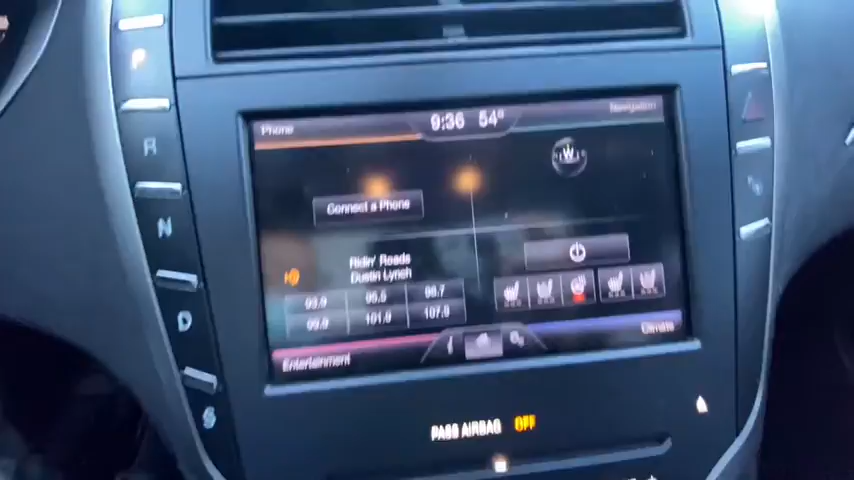 P
R
N
D
S
Phone
9:36 54°
Navigation
W
Connect a Phone
Ridin' Roads
Dustin Lynch
93.9 95.5 98.7
99.9 101.9 107.9
Entertainment
Climate
PASS AIRBAG OFF